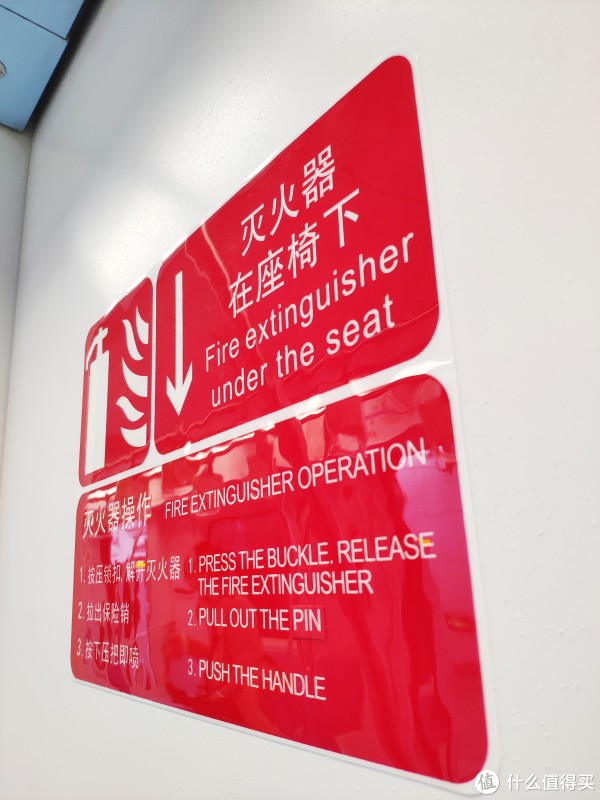 灭火器
在座椅下
Fire extinguisher
under the seat
灭火器操作
FIRE EXTINGUISHER OPERATION
1. 按压锁扣, 解开灭火器
2. 拉出保险销
3. 按下压把即喷
1. PRESS THE BUCKLE. RELEASE
THE FIRE EXTINGUISHER
2. PULL OUT THE PIN
3. PUSH THE HANDLE
值 什么值得买